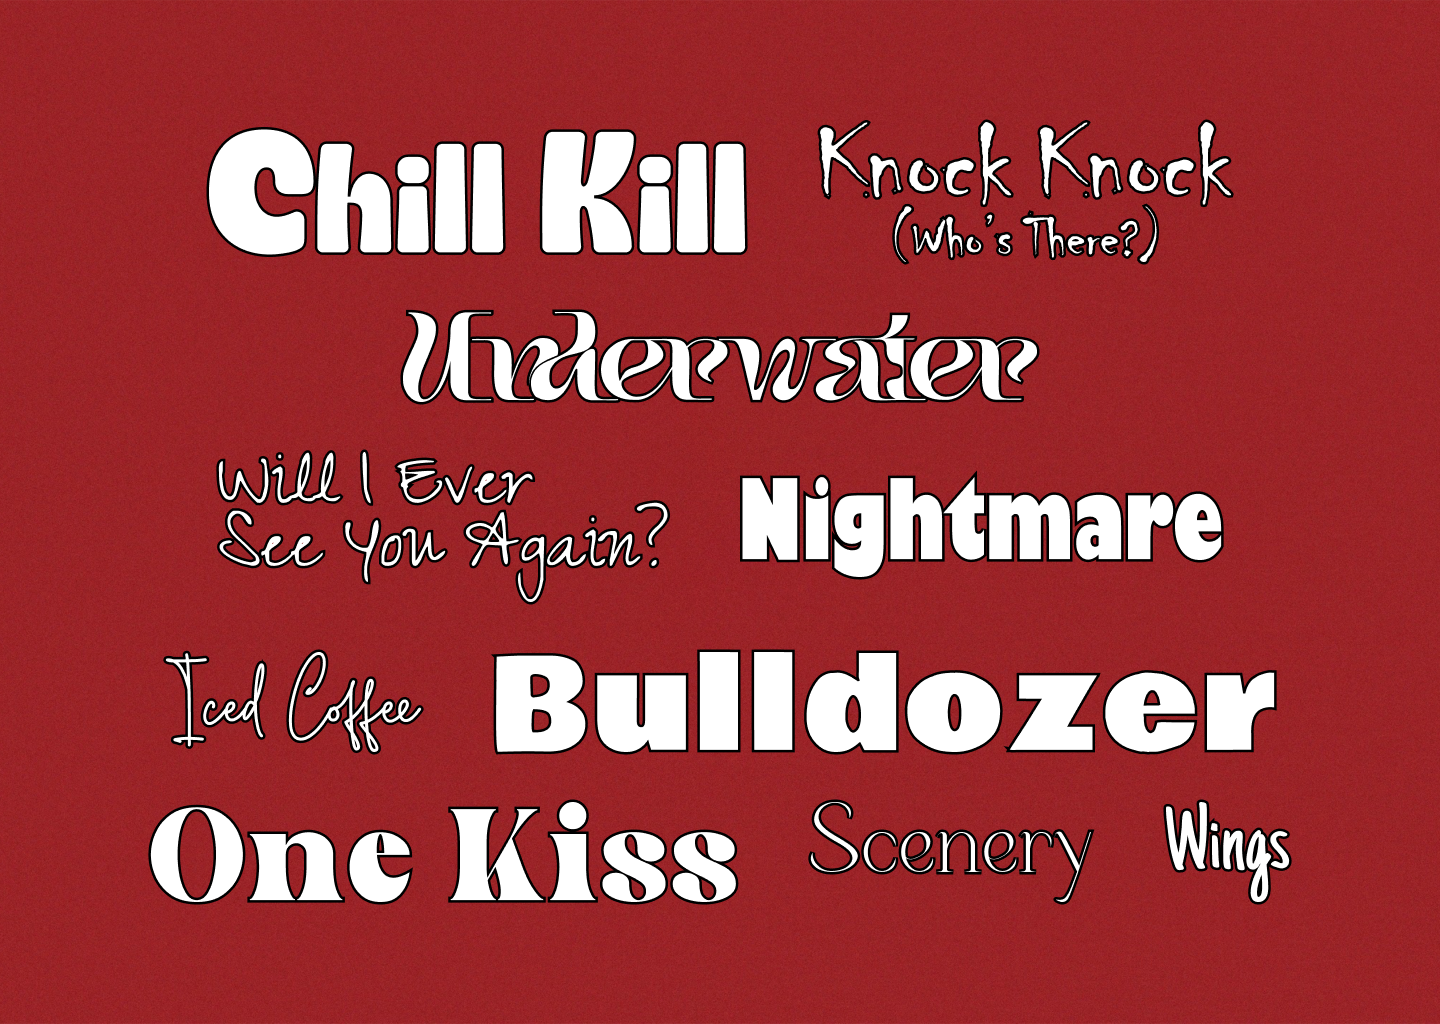 Chill Kill
Knock Knock
(Who's There?)
Underwater
Will I Ever
See You Again?
Nightmare
Iced Coffee
Bulldozer
One Kiss
Scenery
Wings